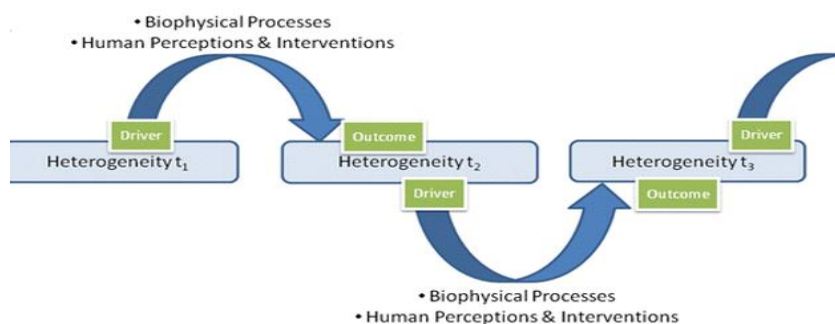 • Biophysical Processes
• Human Perceptions & Interventions
Driver
Outcome
Driver
Heterogeneity t₁
Heterogeneity t₂
Heterogeneity t₃
Driver
Outcome
• Biophysical Processes
• Human Perceptions & Interventions